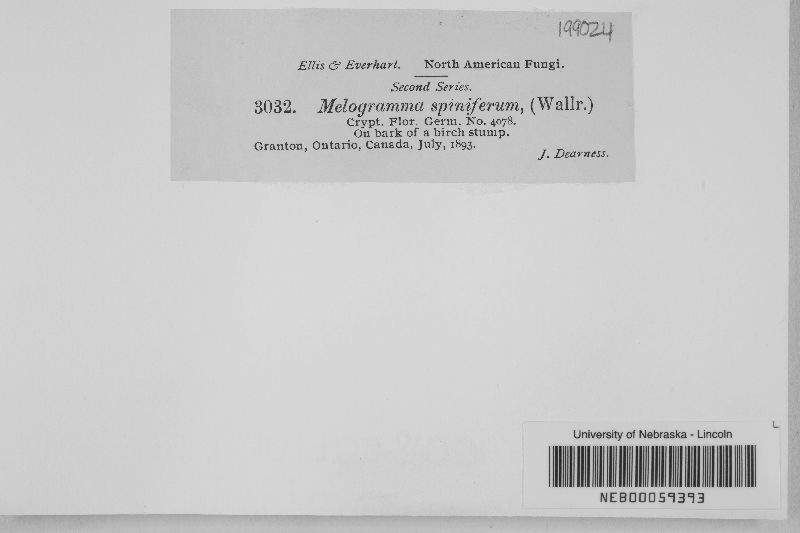 199024
Ellis & Everhart. North American Fungi.
Second Series.
3032. Melogramma spiniferum, (Wallr.)
Crypt. Flor. Germ. No. 4078.
On bark of a birch stump.
Granton, Ontario, Canada, July, 1893.
J. Dearness.
University of Nebraska - Lincoln
NEB00059393